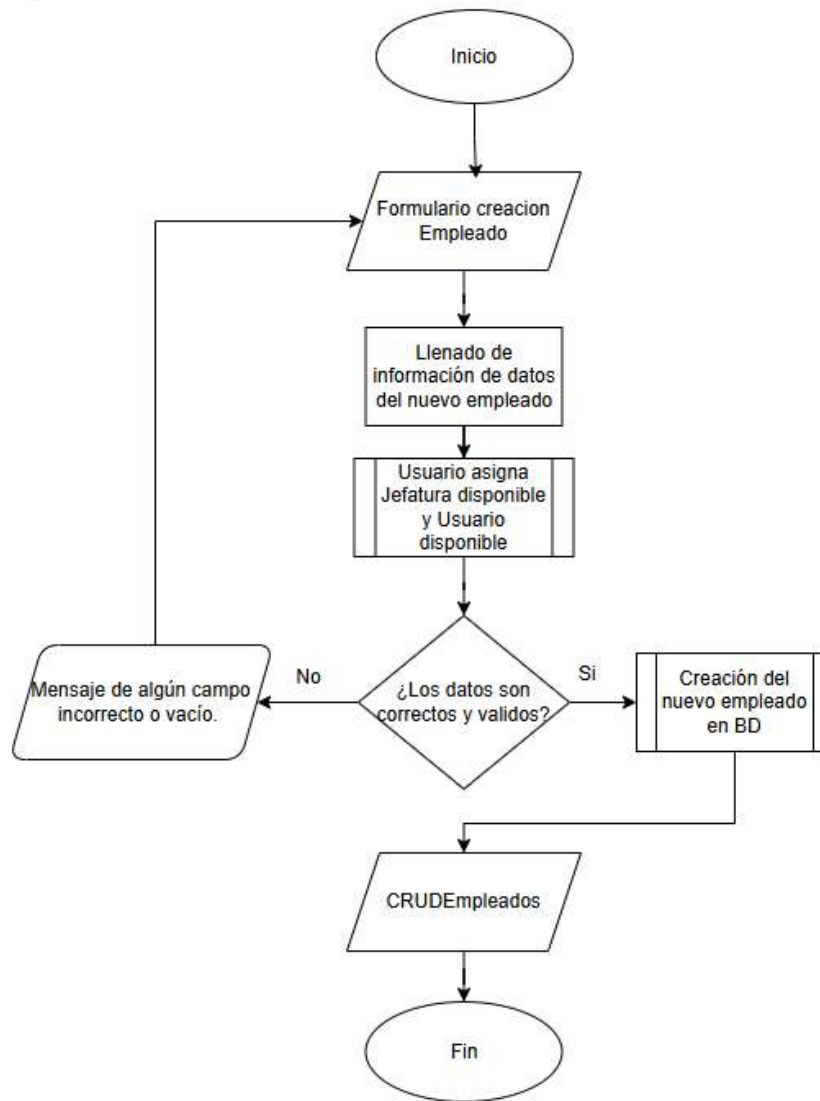 Inicio
Formulario creacion
Empleado
Llenado de
información de datos
del nuevo empleado
Usuario asigna
Jefatura disponible
y Usuario
disponible
¿Los datos son
correctos y validos?
No
Si
Mensaje de algún campo
incorrecto o vacío.
Creación del
nuevo empleado
en BD
CRUDEmpleados
Fin